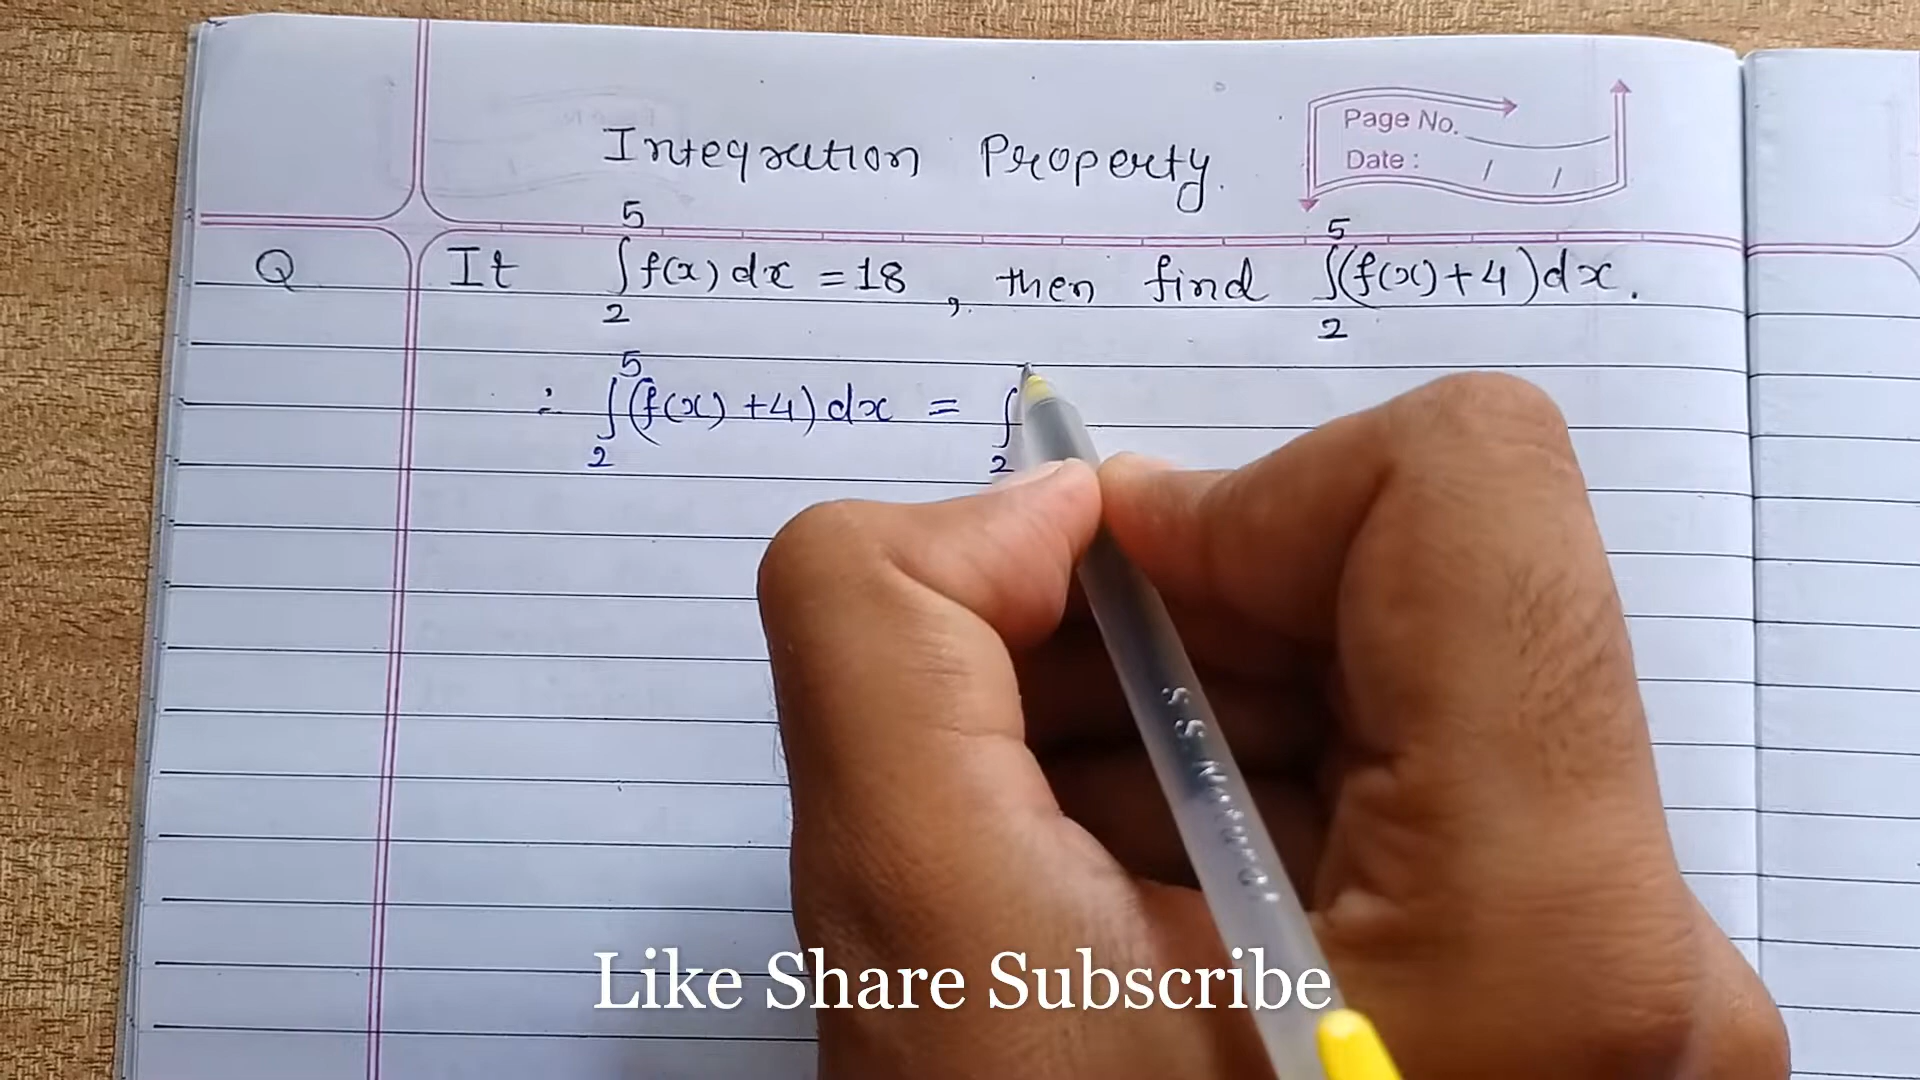 Integration Property.
Page No.
Date : / /
Q If ∫₂⁵ f(x) dx = 18 , then find ∫₂⁵ (f(x) + 4) dx .
∴ ∫₂⁵ (f(x) + 4) dx = ∫₂
Like Share Subscribe